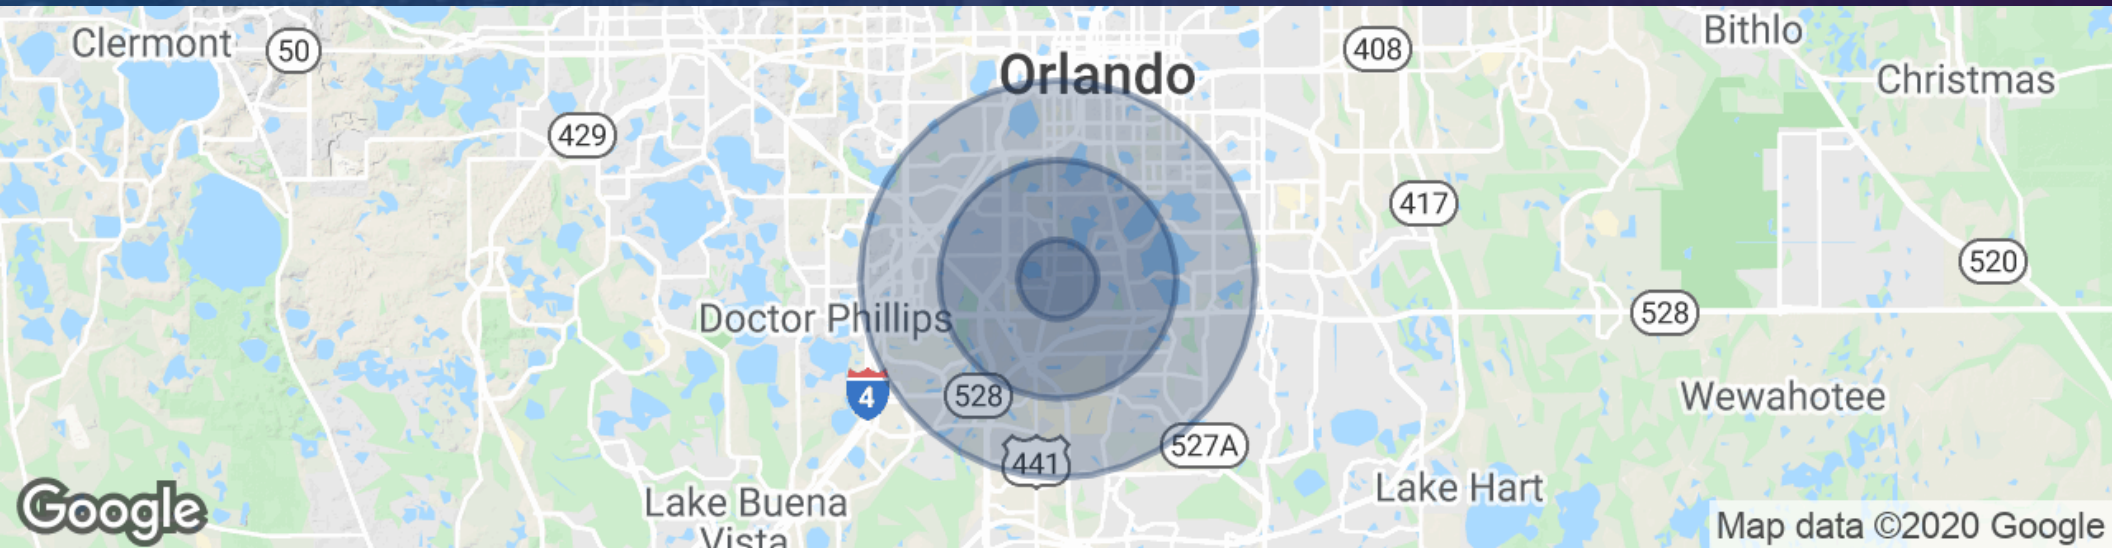 Clermont
50
Orlando
408
Bithlo
Christmas
429
417
520
Doctor Phillips
528
4
528
Wewahotee
441
527A
Lake Buena
Vista
Lake Hart
Google
Map data ©2020 Google